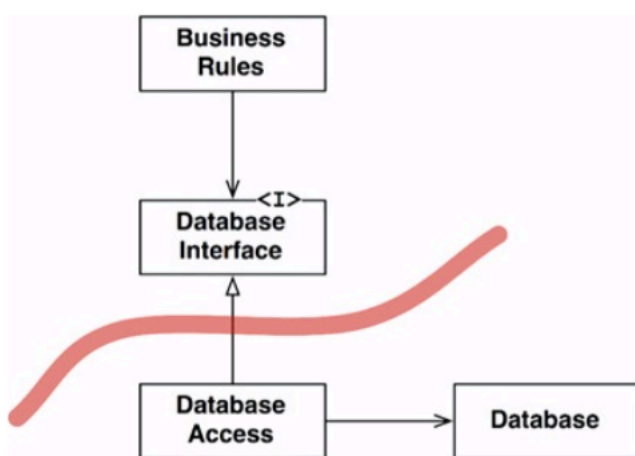 Business
Rules
<I>
Database
Interface
Database
Access
Database